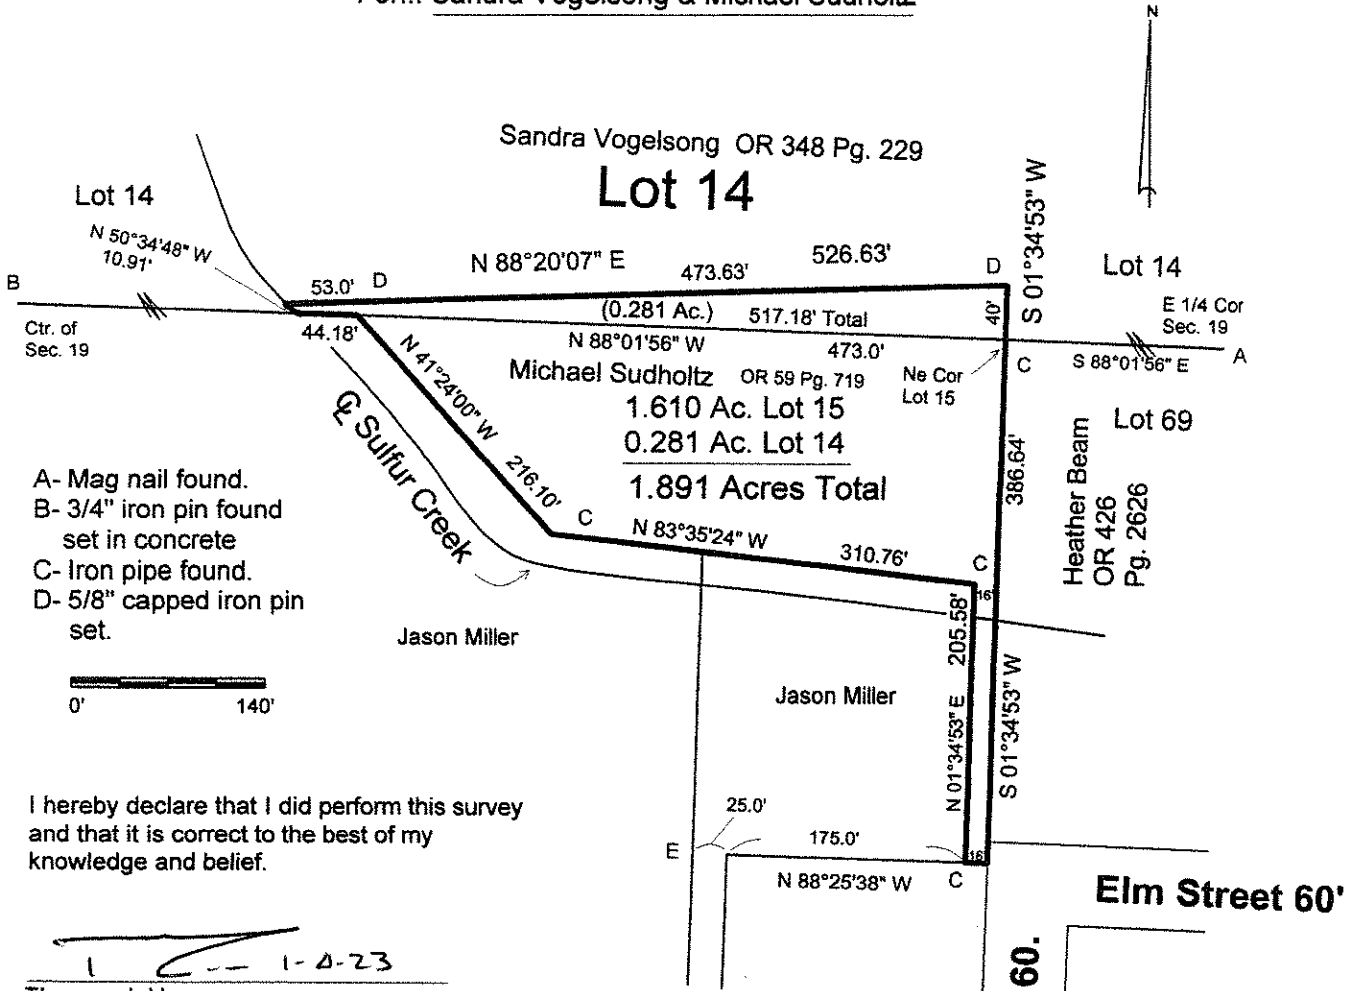 Sandra Vogelsong & Michael Sudholtz
N
Sandra Vogelsong OR 348 Pg. 229
Lot 14
Lot 14
N 50°34'48" W
10.91'
S 01°34'53" W
N 88°20'07" E
526.63'
473.63'
53.0'
D
D
Lot 14
B
(0.281 Ac.)
517.18' Total
40'
E 1/4 Cor
Sec. 19
Ctr. of
Sec. 19
44.18'
N 88°01'56" W
473.0'
A
S 88°01'56" E
C
Ne Cor
Lot 15
N 41°24'00" W
216.10'
Michael Sudholtz OR 59 Pg. 719
1.610 Ac. Lot 15
0.281 Ac. Lot 14
1.891 Acres Total
Lot 69
386.64'
Heather Beam
OR 426
Pg. 2626
℄ Sulfur Creek
A- Mag nail found.
B- 3/4" iron pin found
set in concrete
C- Iron pipe found.
D- 5/8" capped iron pin
set.
C
N 83°35'24" W
310.76'
C
16'
205.58'
N 01°34'53" E
S 01°34'53" W
Jason Miller
Jason Miller
0'
140'
I hereby declare that I did perform this survey
and that it is correct to the best of my
knowledge and belief.
25.0'
175.0'
E
16'
N 88°25'38" W
C
Elm Street 60'
60.